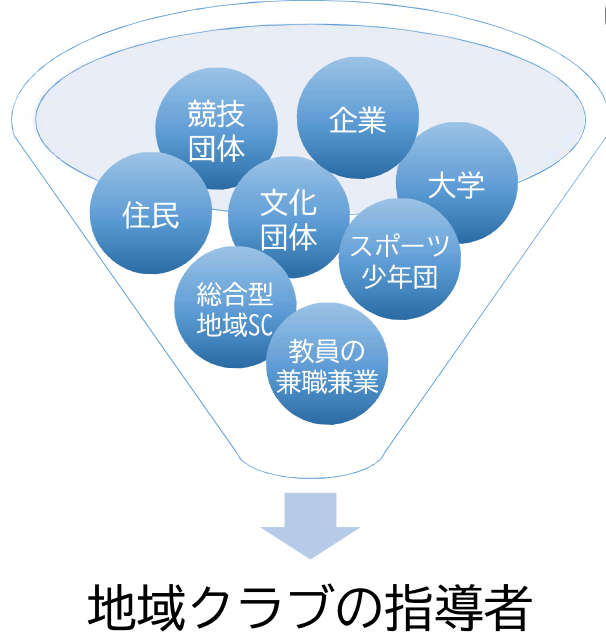 競技
団体
企業
大学
住民
文化
団体
スポーツ
少年団
総合型
地域SC
教員の
兼職兼業
地域クラブの指導者